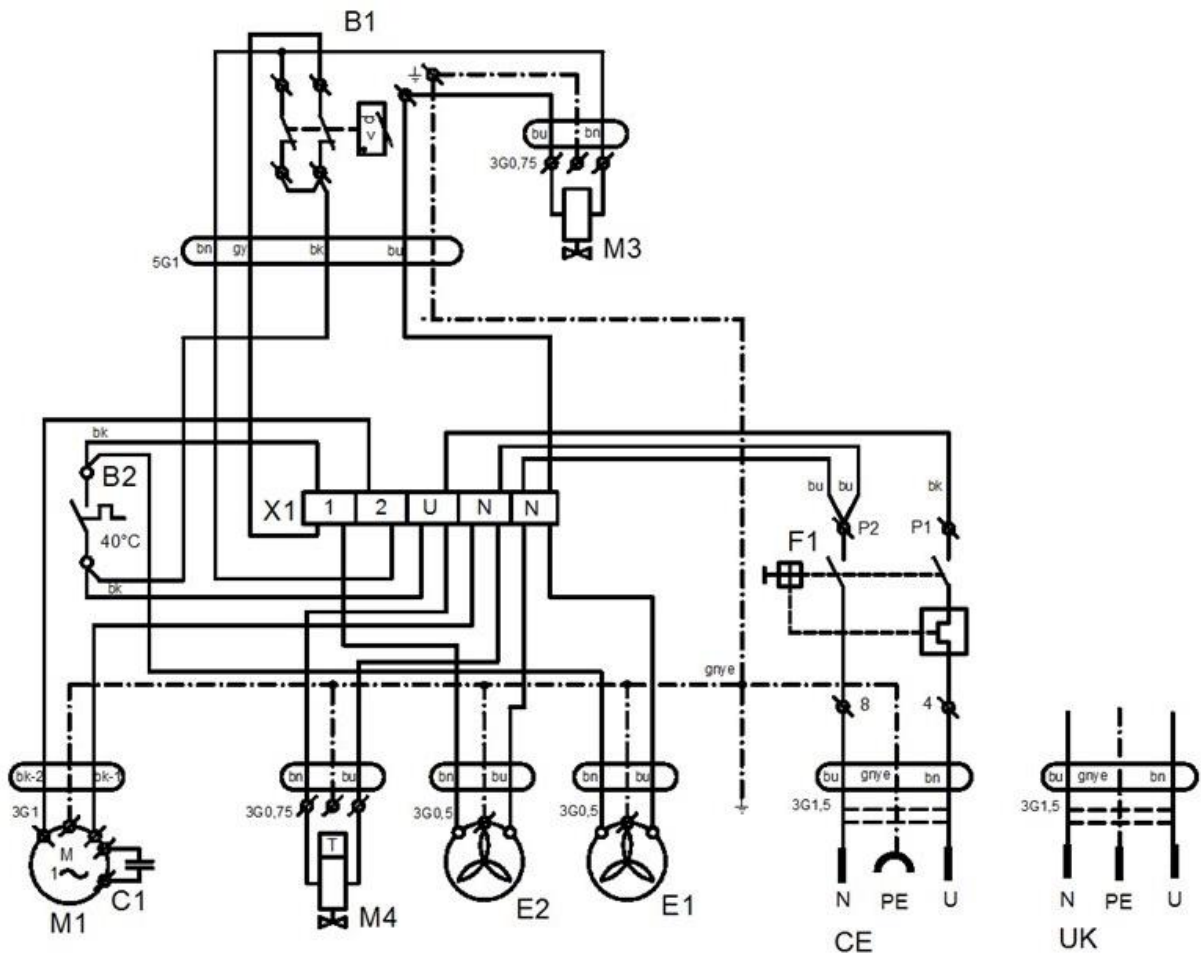 B1
P
v
bu bn
3G0,75
M3
bn gy bk bu
5G1
bk
B2
40°C
bk
X1 1 2 U N N
bu bu bk
P2 P1
F1
gnye
8 4
bk-2 bk-1
3G1
M
1
C1
M1
bn bu
3G0,75
T
M4
bn bu
3G0,5
E2
bn bu
3G0,5
E1
bu gnye bn
3G1,5
N PE U
CE
bu gnye bn
3G1,5
N PE U
UK